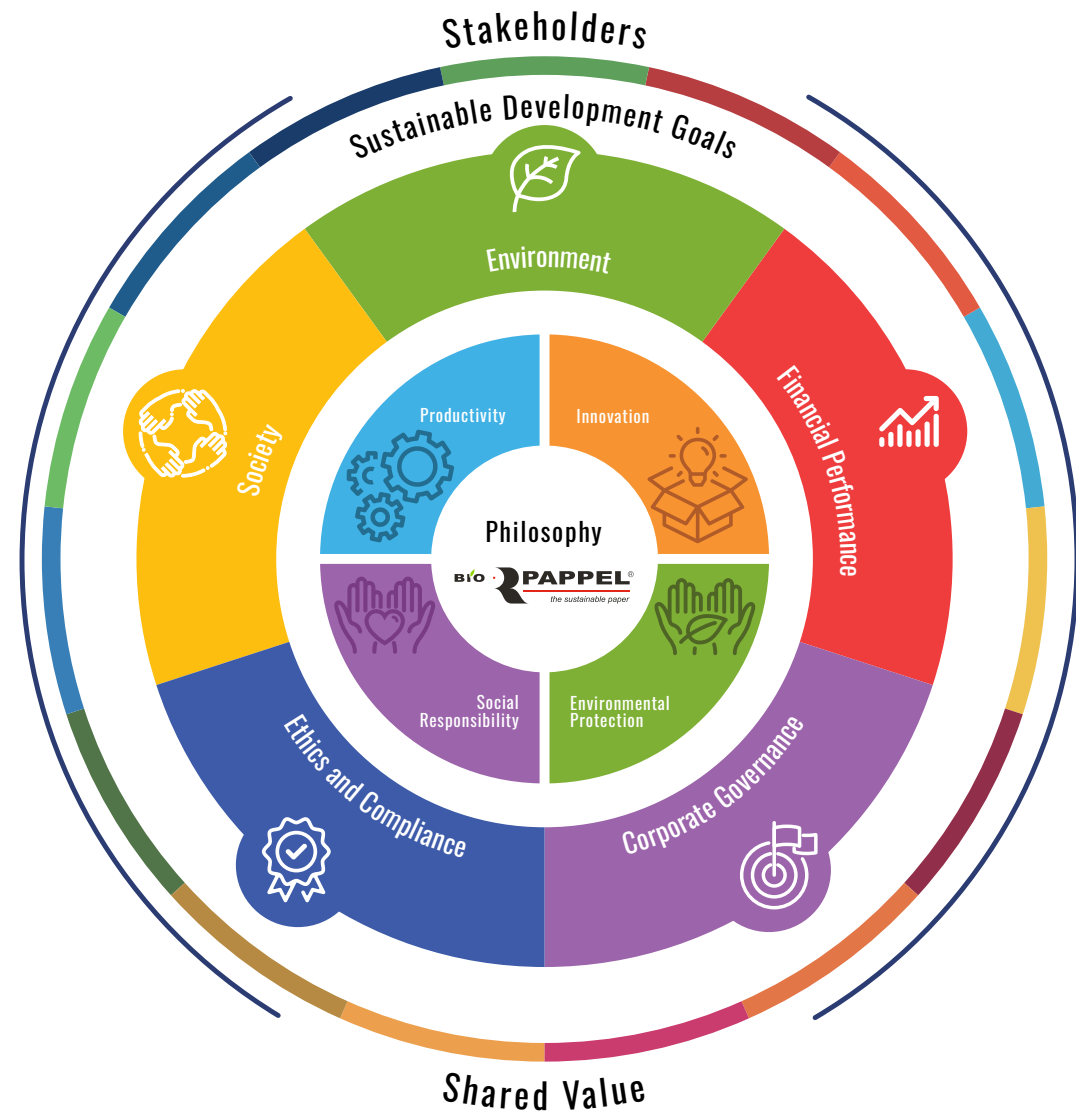 Stakeholders
Sustainable Development Goals
Environment
Society
Financial Performance
Productivity
Innovation
Philosophy
BIO PAPPEL®
the sustainable paper
Social
Responsibility
Environmental
Protection
Ethics and Compliance
Corporate Governance
Shared Value